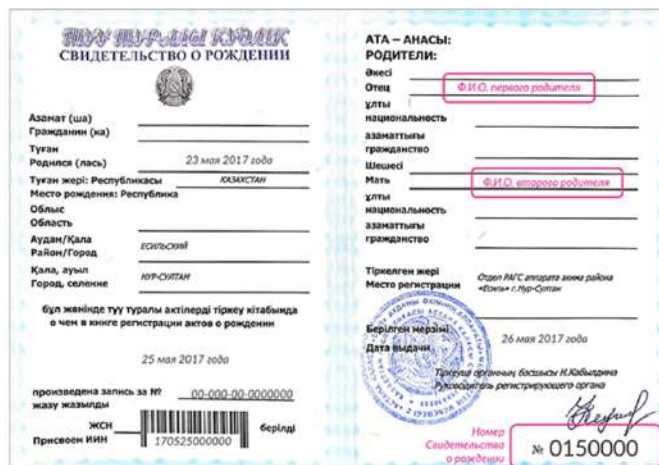 ТУУ ТУРАЛЫ КУӘЛІК
СВИДЕТЕЛЬСТВО О РОЖДЕНИИ
Азамат (ша)
Гражданин (ка)
Туған
Родился (лась) 23 мая 2017 года
Туған жері: Республикасы КАЗАХСТАН
Место рождения: Республика
Облыс
Область
Аудан/Қала
Район/Город ЕСИЛЬСКИЙ
Қала, ауыл
Город, селение НУР-СУЛТАН
бұл жөнінде туу туралы актілерді тіркеу кітабында
о чем в книге регистрации актов о рождении
25 мая 2017 года
произведена запись за № 00-000-00-0000000
жазу жазылды
ЖСН берілді
Присвоен ИИН 170525000000
АТА – АНАСЫ:
РОДИТЕЛИ:
Әкесі
Отец Ф.И.О. первого родителя
ұлты
национальность
азаматтығы
гражданство
Шешесі
Мать Ф.И.О. второго родителя
ұлты
национальность
азаматтығы
гражданство
Тіркелген жері
Место регистрации Отдел РАГС аппарата акима района
«Есиль» г.Нур-Султан
Берілген мерзімі
Дата выдачи 26 мая 2017 года
Тіркеуші органның басшысы Н.Кабылдина
Руководитель регистрирующего органа
Номер
Свидетельства
о рождении
№ 0150000